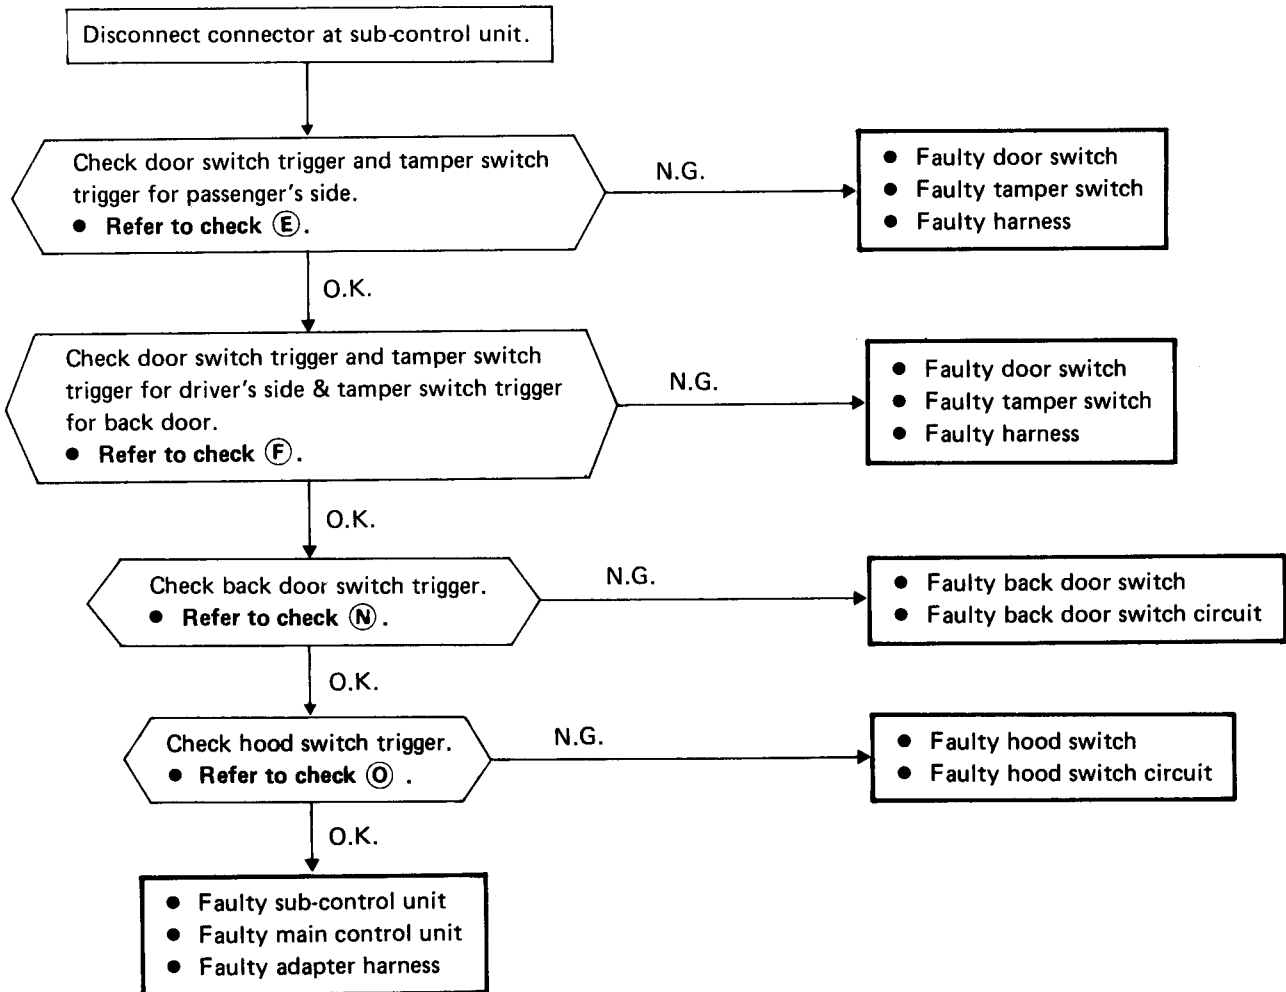 Disconnect connector at sub-control unit.
Check door switch trigger and tamper switch
trigger for passenger's side.
● Refer to check Ⓔ.
N.G.
● Faulty door switch
● Faulty tamper switch
● Faulty harness
O.K.
Check door switch trigger and tamper switch
trigger for driver's side & tamper switch trigger
for back door.
● Refer to check Ⓕ.
N.G.
● Faulty door switch
● Faulty tamper switch
● Faulty harness
O.K.
Check back door switch trigger.
● Refer to check Ⓝ.
N.G.
● Faulty back door switch
● Faulty back door switch circuit
O.K.
Check hood switch trigger.
● Refer to check Ⓞ .
N.G.
● Faulty hood switch
● Faulty hood switch circuit
O.K.
● Faulty sub-control unit
● Faulty main control unit
● Faulty adapter harness